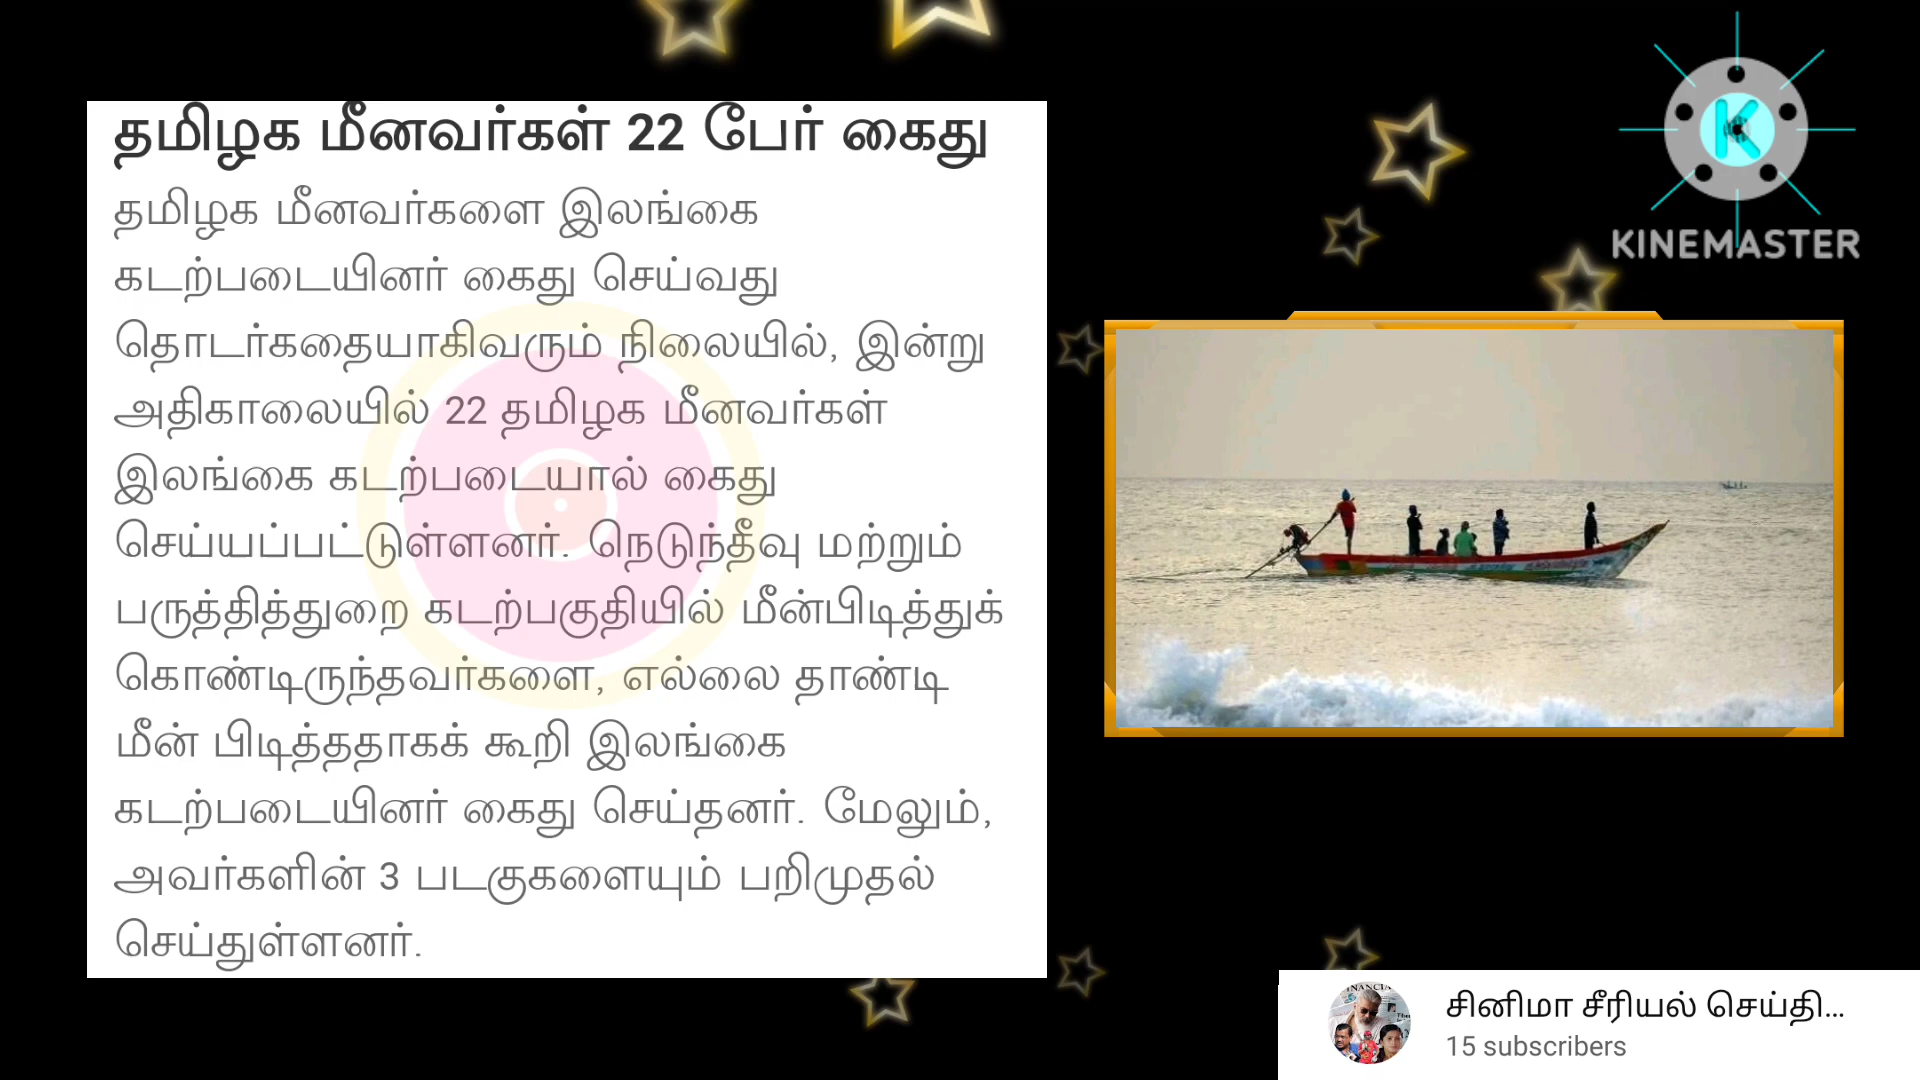 தமிழக மீனவர்கள் 22 பேர் கைது
தமிழக மீனவர்களை இலங்கை
கடற்படையினர் கைது செய்வது
தொடர்கதையாகிவரும் நிலையில், இன்று
அதிகாலையில் 22 தமிழக மீனவர்கள்
இலங்கை கடற்படையால் கைது
செய்யப்பட்டுள்ளனர். நெடுந்தீவு மற்றும்
பருத்தித்துறை கடற்பகுதியில் மீன்பிடித்துக்
கொண்டிருந்தவர்களை, எல்லை தாண்டி
மீன் பிடித்ததாகக் கூறி இலங்கை
கடற்படையினர் கைது செய்தனர். மேலும்,
அவர்களின் 3 படகுகளையும் பறிமுதல்
செய்துள்ளனர்.
K
KINEMASTER
சினிமா சீரியல் செய்தி...
15 subscribers